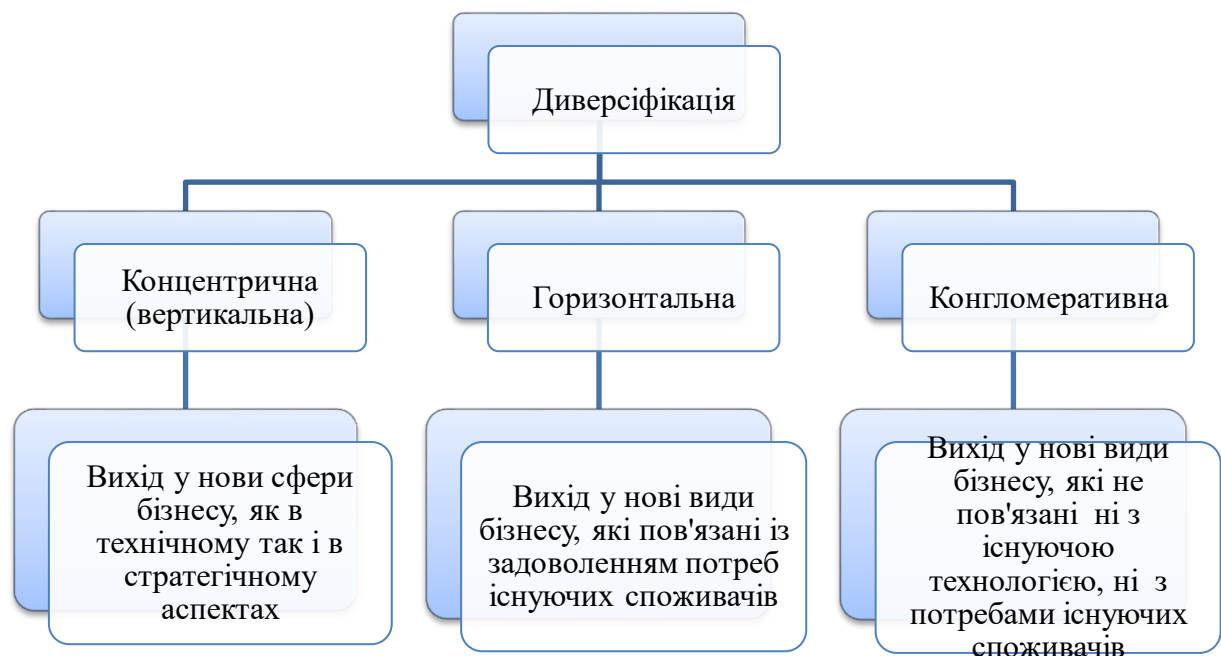 Диверсіфікація
Концентрична
(вертикальна)
Горизонтальна
Конгломеративна
Вихід у нови сфери
бізнесу, як в
технічному так і в
стратегічному
аспектах
Вихід у нові види
бізнесу, які пов'язані із
задоволенням потреб
існуючих споживачів
Вихід у нові види
бізнесу, які не
пов'язані ні з
існуючою
технологією, ні з
потребами існуючих
споживачів